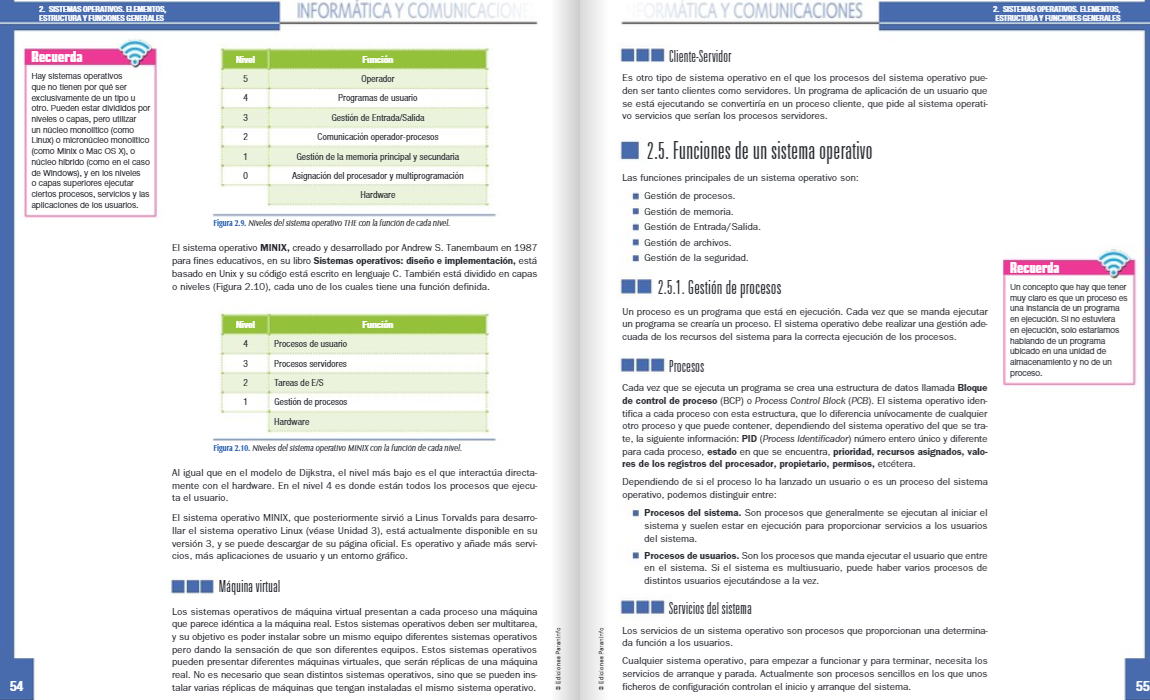 2. SISTEMAS OPERATIVOS. ELEMENTOS,
ESTRUCTURA Y FUNCIONES GENERALES
INFORMÁTICA Y COMUNICACIONES
Recuerda
Hay sistemas operativos
que no tienen por qué ser
exclusivamente de un tipo u
otro. Pueden estar divididos por
niveles o capas, pero utilizar
un núcleo monolítico (como
Linux) o micronúcleo monolítico
(como Minix o Mac OS X), o
núcleo híbrido (como en el caso
de Windows), y en los niveles
o capas superiores ejecutar
ciertos procesos, servicios y las
aplicaciones de los usuarios.
Nivel Función
5 Operador
4 Programas de usuario
3 Gestión de Entrada/Salida
2 Comunicación operador-procesos
1 Gestión de la memoria principal y secundaria
0 Asignación del procesador y multiprogramación
Hardware
Figura 2.9. Niveles del sistema operativo THE con la función de cada nivel.
El sistema operativo MINIX, creado y desarrollado por Andrew S. Tanembaum en 1987
para fines educativos, en su libro Sistemas operativos: diseño e implementación, está
basado en Unix y su código está escrito en lenguaje C. También está dividido en capas
o niveles (Figura 2.10), cada uno de los cuales tiene una función definida.
Nivel Función
4 Procesos de usuario
3 Procesos servidores
2 Tareas de E/S
1 Gestión de procesos
Hardware
Figura 2.10. Niveles del sistema operativo MINIX con la función de cada nivel.
Al igual que en el modelo de Dijkstra, el nivel más bajo es el que interactúa directa-
mente con el hardware. En el nivel 4 es donde están todos los procesos que ejecu-
ta el usuario.
El sistema operativo MINIX, que posteriormente sirvió a Linus Torvalds para desarro-
llar el sistema operativo Linux (véase Unidad 3), está actualmente disponible en su
versión 3, y se puede descargar de su página oficial. Es operativo y añade más servi-
cios, más aplicaciones de usuario y un entorno gráfico.
Máquina virtual
Los sistemas operativos de máquina virtual presentan a cada proceso una máquina
que parece idéntica a la máquina real. Estos sistemas operativos deben ser multitarea,
y su objetivo es poder instalar sobre un mismo equipo diferentes sistemas operativos
pero dando la sensación de que son diferentes equipos. Estos sistemas operativos
pueden presentar diferentes máquinas virtuales, que serán réplicas de una máquina
real. No es necesario que sean distintos sistemas operativos, sino que se pueden ins-
talar varias réplicas de máquinas que tengan instaladas el mismo sistema operativo.
© Ediciones Paraninfo
54
INFORMÁTICA Y COMUNICACIONES
2. SISTEMAS OPERATIVOS. ELEMENTOS,
ESTRUCTURA Y FUNCIONES GENERALES
Cliente-Servidor
Es otro tipo de sistema operativo en el que los procesos del sistema operativo pue-
den ser tanto clientes como servidores. Un programa de aplicación de un usuario que
se está ejecutando se convertiría en un proceso cliente, que pide al sistema operati-
vo servicios que serían los procesos servidores.
2.5. Funciones de un sistema operativo
Las funciones principales de un sistema operativo son:
Gestión de procesos.
Gestión de memoria.
Gestión de Entrada/Salida.
Gestión de archivos.
Gestión de la seguridad.
2.5.1. Gestión de procesos
Un proceso es un programa que está en ejecución. Cada vez que se manda ejecutar
un programa se crearía un proceso. El sistema operativo debe realizar una gestión ade-
cuada de los recursos del sistema para la correcta ejecución de los procesos.
Recuerda
Un concepto que hay que tener
muy claro es que un proceso es
una instancia de un programa
en ejecución. Si no estuviera
en ejecución, solo estaríamos
hablando de un programa
ubicado en una unidad de
almacenamiento y no de un
proceso.
Procesos
Cada vez que se ejecuta un programa se crea una estructura de datos llamada Bloque
de control de proceso (BCP) o Process Control Block (PCB). El sistema operativo iden-
tifica a cada proceso con esta estructura, que lo diferencia unívocamente de cualquier
otro proceso y que puede contener, dependiendo del sistema operativo del que se tra-
te, la siguiente información: PID (Process Identificador) número entero único y diferente
para cada proceso, estado en que se encuentra, prioridad, recursos asignados, valo-
res de los registros del procesador, propietario, permisos, etcétera.
Dependiendo de si el proceso lo ha lanzado un usuario o es un proceso del sistema
operativo, podemos distinguir entre:
Procesos del sistema. Son procesos que generalmente se ejecutan al iniciar el
sistema y suelen estar en ejecución para proporcionar servicios a los usuarios
del sistema.
Procesos de usuarios. Son los procesos que manda ejecutar el usuario que entre
en el sistema. Si el sistema es multiusuario, puede haber varios procesos de
distintos usuarios ejecutándose a la vez.
Servicios del sistema
Los servicios de un sistema operativo son procesos que proporcionan una determina-
da función a los usuarios.
Cualquier sistema operativo, para empezar a funcionar y para terminar, necesita los
servicios de arranque y parada. Actualmente son procesos sencillos en los que unos
ficheros de configuración controlan el inicio y arranque del sistema.
© Ediciones Paraninfo
55